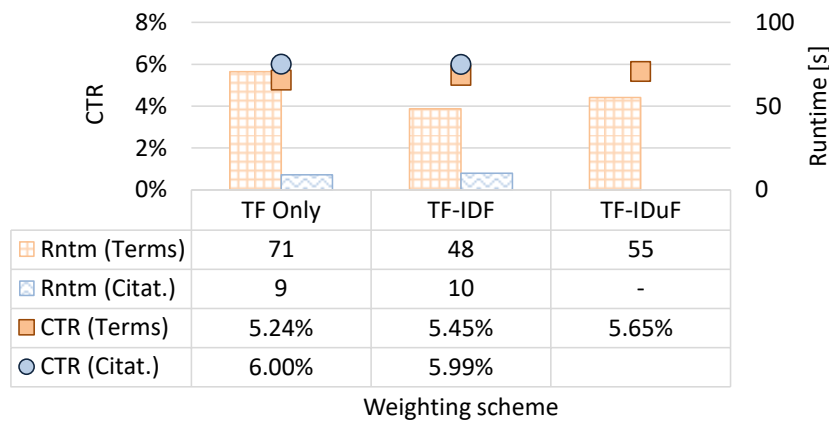 8%
6%
4%
2%
0%
CTR
100
50
0
Runtime [s]
TF Only TF-IDF TF-IDuF
Rntm (Terms) 71 48 55
Rntm (Citat.) 9 10 -
CTR (Terms) 5.24% 5.45% 5.65%
CTR (Citat.) 6.00% 5.99%
Weighting scheme